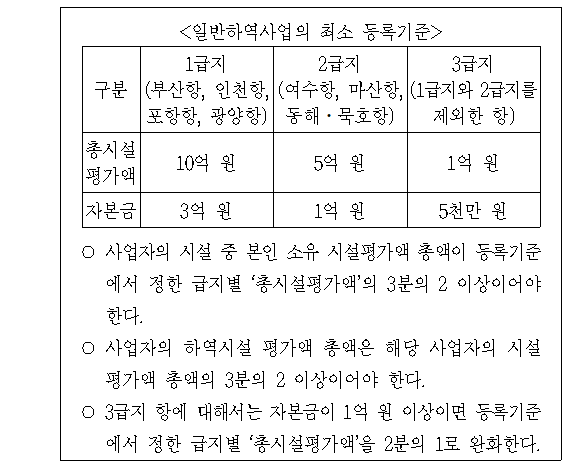 <일반하역사업의 최소 등록기준>
구분
1급지
(부산항, 인천항,
포항항, 광양항)
2급지
(여수항, 마산항,
동해·묵호항)
3급지
(1급지와 2급지를
제외한 항)
총시설
평가액
10억 원
5억 원
1억 원
자본금
3억 원
1억 원
5천만 원
○ 사업자의 시설 중 본인 소유 시설평가액 총액이 등록기준
에서 정한 급지별 ‘총시설평가액’의 3분의 2 이상이어야
한다.
○ 사업자의 하역시설 평가액 총액은 해당 사업자의 시설
평가액 총액의 3분의 2 이상이어야 한다.
○ 3급지 항에 대해서는 자본금이 1억 원 이상이면 등록기준
에서 정한 급지별 ‘총시설평가액’을 2분의 1로 완화한다.